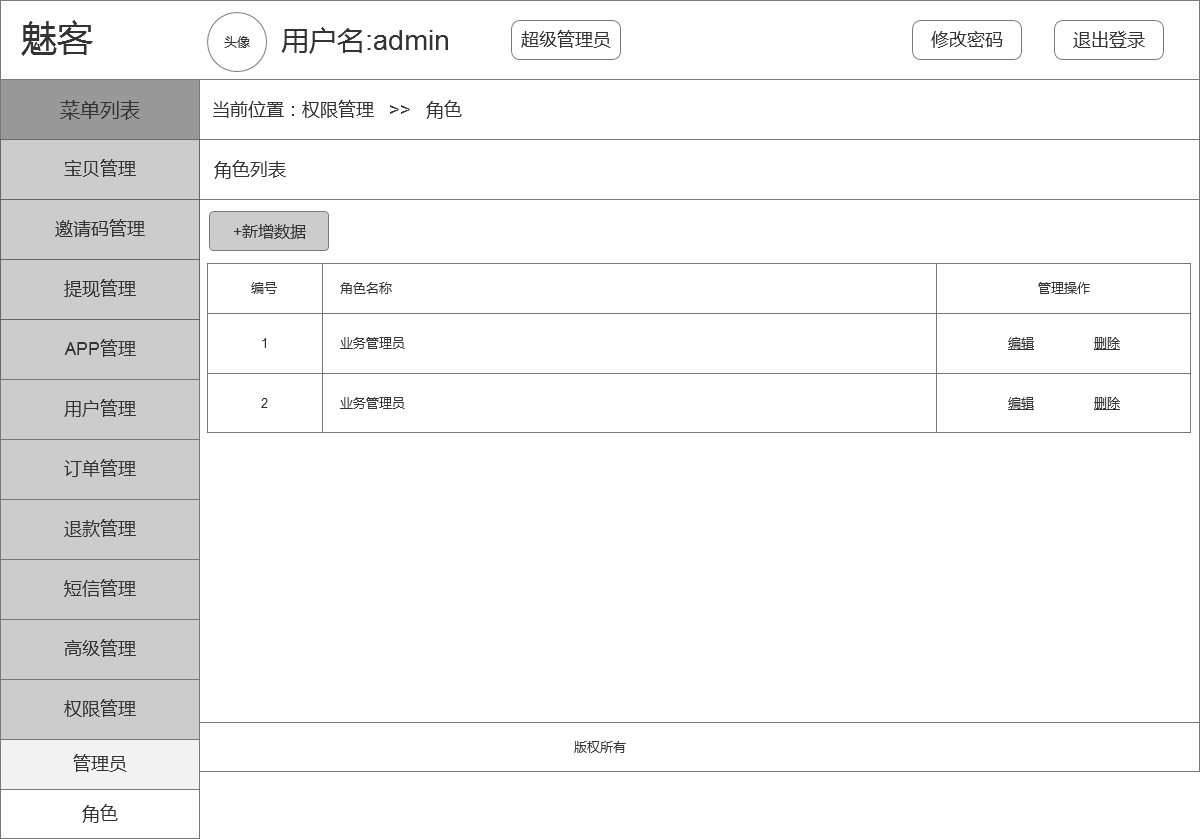 魅客
头像
用户名:admin
超级管理员
修改密码
退出登录
菜单列表
宝贝管理
邀请码管理
提现管理
APP管理
用户管理
订单管理
退款管理
短信管理
高级管理
权限管理
管理员
角色
当前位置：权限管理 >> 角色
角色列表
+新增数据
编号 角色名称 管理操作
1 业务管理员 编辑 删除
2 业务管理员 编辑 删除
版权所有